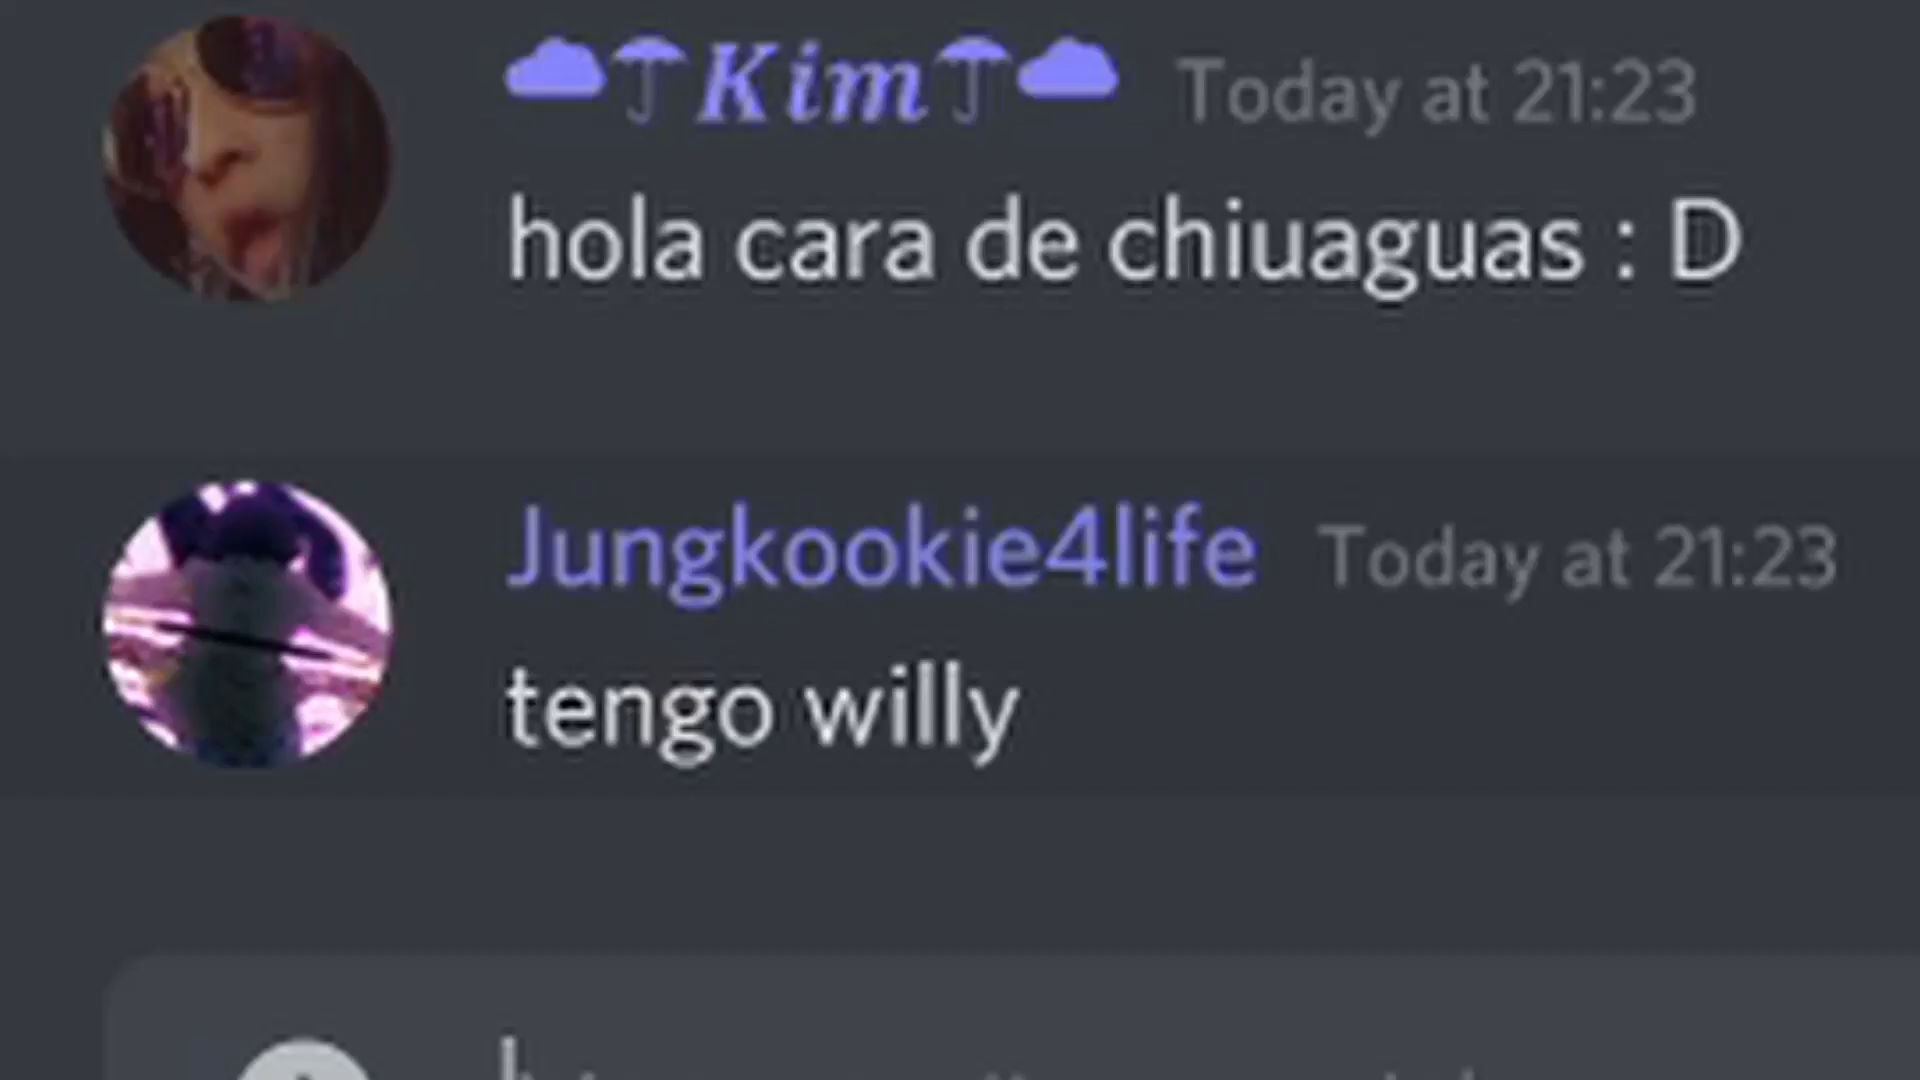 ☁☂Kim☂☁ Today at 21:23
hola cara de chiuaguas : D
Jungkookie4life Today at 21:23
tengo willy